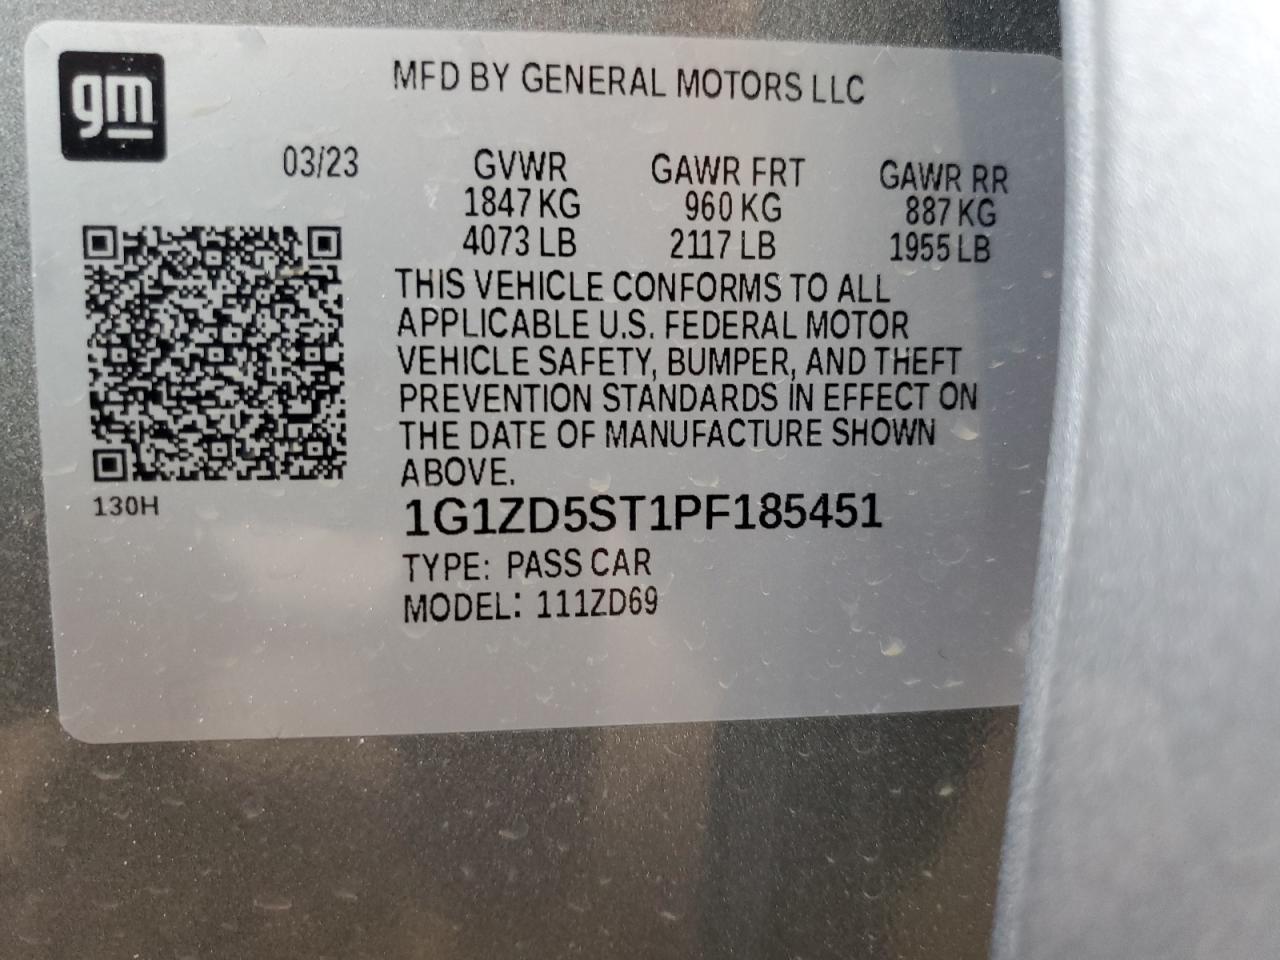 gm
MFD BY GENERAL MOTORS LLC
03/23
GVWR GAWR FRT GAWR RR
1847 KG 960 KG 887 KG
4073 LB 2117 LB 1955 LB
THIS VEHICLE CONFORMS TO ALL
APPLICABLE U.S. FEDERAL MOTOR
VEHICLE SAFETY, BUMPER, AND THEFT
PREVENTION STANDARDS IN EFFECT ON
THE DATE OF MANUFACTURE SHOWN
ABOVE.
130H
1G1ZD5ST1PF185451
TYPE: PASS CAR
MODEL: 111ZD69